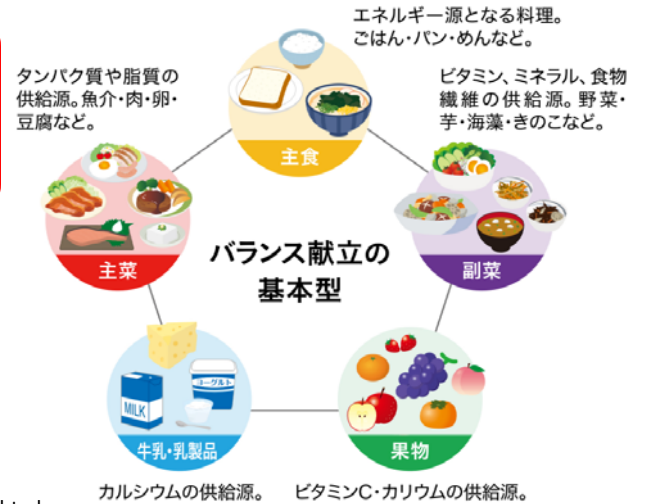 エネルギー源となる料理。
ごはん・パン・めんなど。
タンパク質や脂質の
供給源。魚介・肉・卵・
豆腐など。
ビタミン、ミネラル、食物
繊維の供給源。野菜・
芋・海藻・きのこなど。
主食
主菜
副菜
バランス献立の
基本型
ヨーグルト
MILK
牛乳・乳製品
果物
カルシウムの供給源。
ビタミンC・カリウムの供給源。